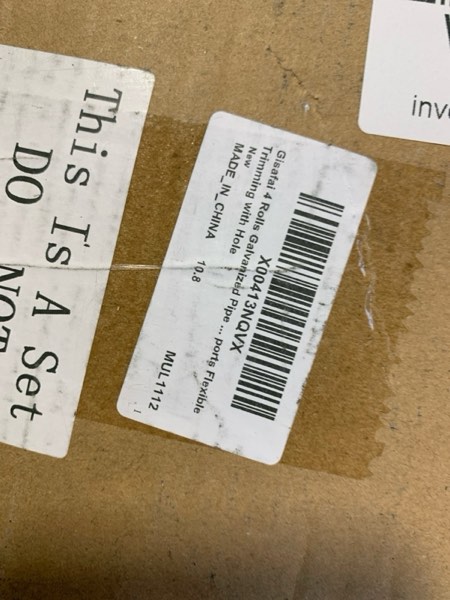 This Is A Set
DO NOT
X00413NQVX
Gisafai 4 Rolls Galvanized Pipe ... ports Flexible
Trimming with Hole
New
MADE_IN_CHINA
10.8
MUL1112
inv